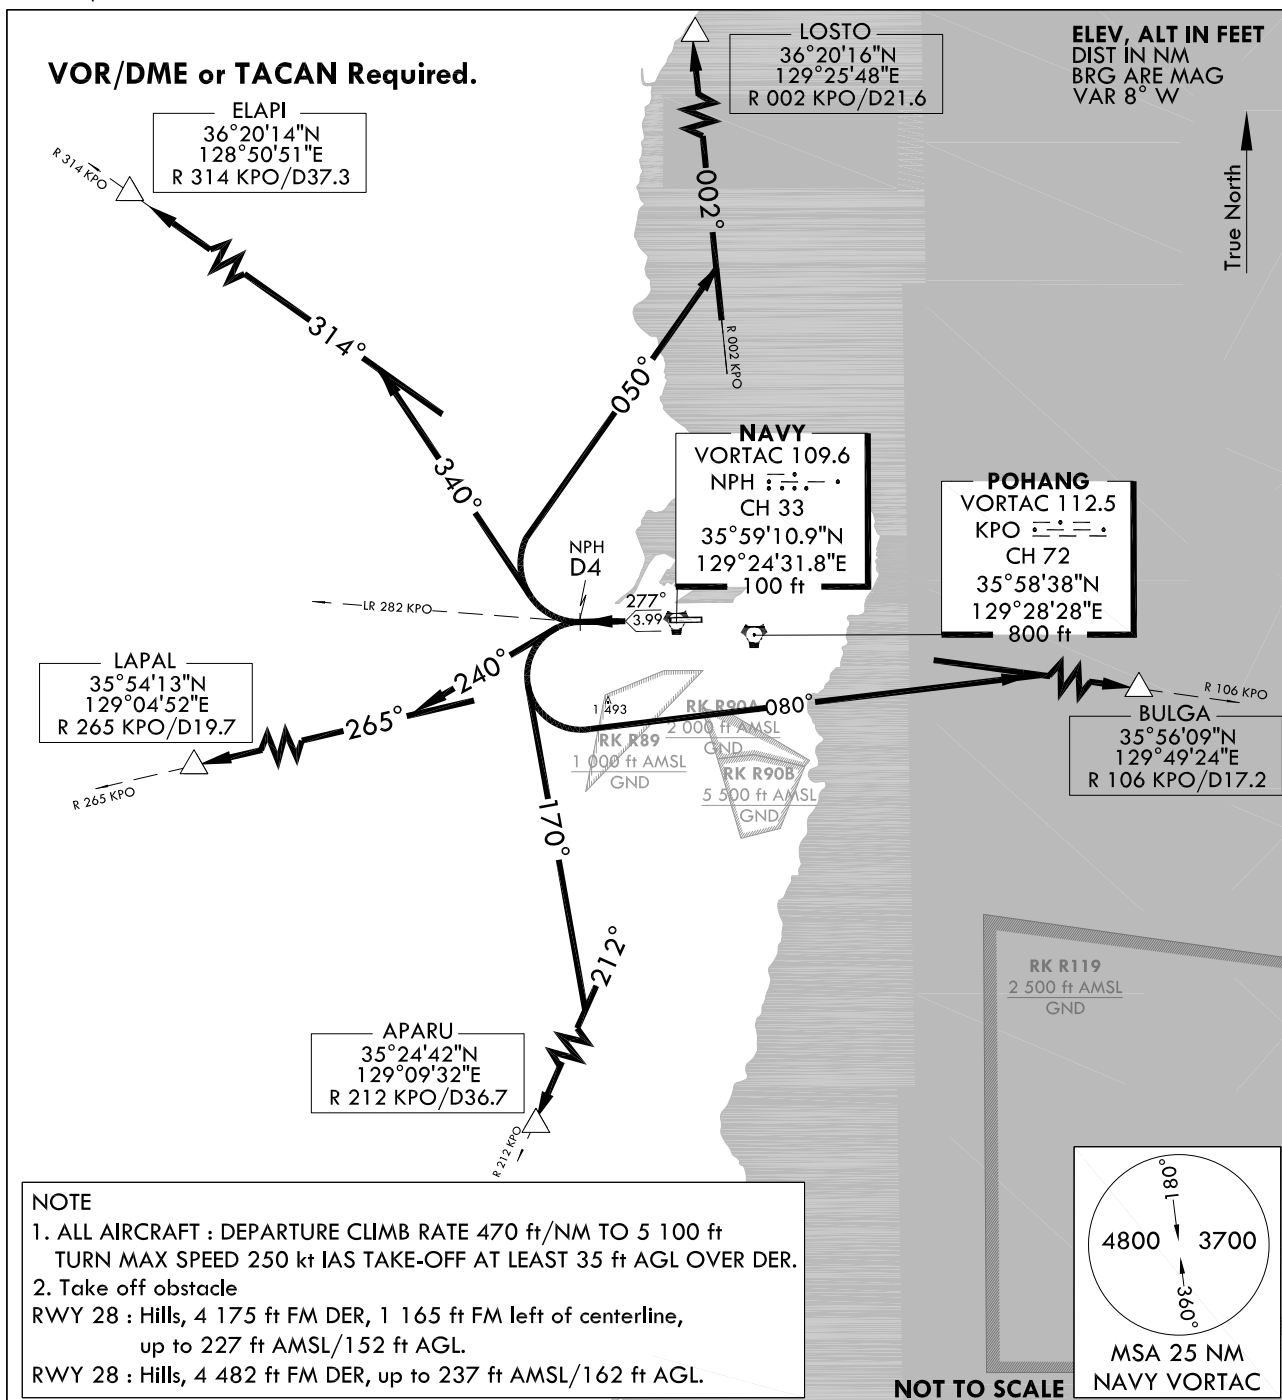 VOR/DME or TACAN Required.
ELEV, ALT IN FEET
DIST IN NM
BRG ARE MAG
VAR 8° W
True North
LOSTO
36°20'16"N
129°25'48"E
R 002 KPO/D21.6
ELAPI
36°20'14"N
128°50'51"E
R 314 KPO/D37.3
R 314 KPO
002°
R 002 KPO
314°
050°
340°
NAVY
VORTAC 109.6
NPH
CH 33
35°59'10.9"N
129°24'31.8"E
100 ft
POHANG
VORTAC 112.5
KPO
CH 72
35°58'38"N
129°28'28"E
800 ft
NPH
D4
277°
3.99
LR 282 KPO
LAPAL
35°54'13"N
129°04'52"E
R 265 KPO/D19.7
R 265 KPO
240°
265°
080°
R 106 KPO
BULGA
35°56'09"N
129°49'24"E
R 106 KPO/D17.2
1 493
RK R90A
2 000 ft AMSL
GND
RK R89
1 000 ft AMSL
GND
RK R90B
5 500 ft AMSL
GND
170°
212°
APARU
35°24'42"N
129°09'32"E
R 212 KPO/D36.7
R 212 KPO
RK R119
2 500 ft AMSL
GND
NOTE
1. ALL AIRCRAFT : DEPARTURE CLIMB RATE 470 ft/NM TO 5 100 ft
TURN MAX SPEED 250 kt IAS TAKE-OFF AT LEAST 35 ft AGL OVER DER.
2. Take off obstacle
RWY 28 : Hills, 4 175 ft FM DER, 1 165 ft FM left of centerline,
up to 227 ft AMSL/152 ft AGL.
RWY 28 : Hills, 4 482 ft FM DER, up to 237 ft AMSL/162 ft AGL.
NOT TO SCALE
180°
4800
3700
360°
MSA 25 NM
NAVY VORTAC